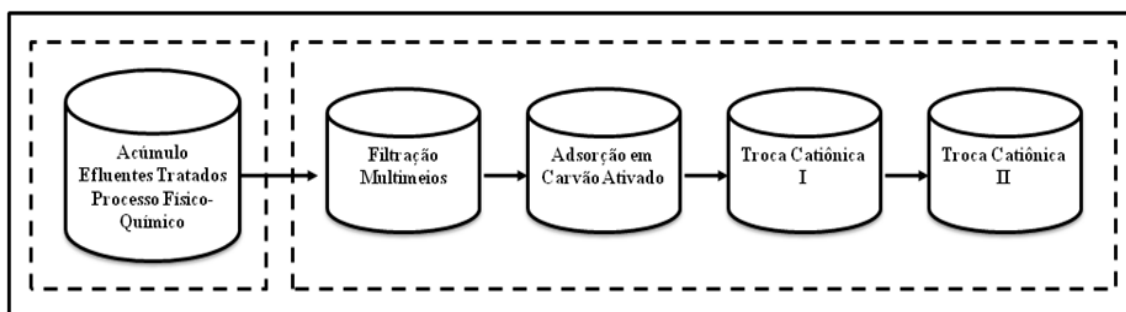 Acúmulo
Efluentes Tratados
Processo Físico-
Químico
Filtração
Multimeios
Adsorção em
Carvão Ativado
Troca Catiônica
I
Troca Catiônica
II